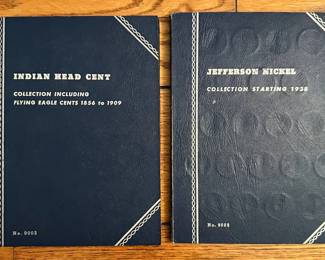 INDIAN HEAD CENT
COLLECTION INCLUDING
FLYING EAGLE CENTS 1856 to 1909
No. 9003
JEFFERSON NICKEL
COLLECTION STARTING 1938
No.